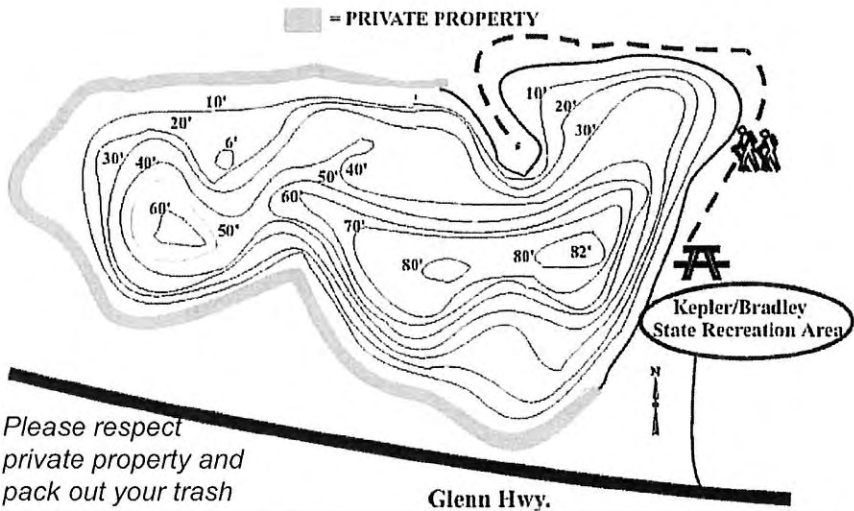 = PRIVATE PROPERTY
10'
20'
30'
40'
6'
60'
50'
50'
40'
60'
70'
80'
80'
82'
10'
20'
30'
Kepler/Bradley
State Recreation Area
N
Please respect
private property and
pack out your trash
Glenn Hwy.